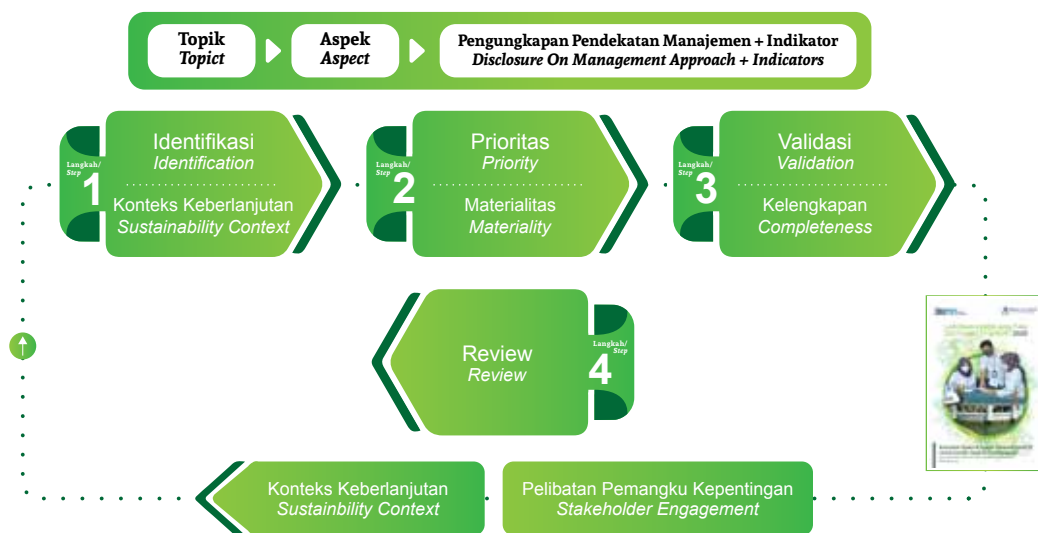 Topik
Topict
Aspek
Aspect
Pengungkapan Pendekatan Manajemen + Indikator
Disclosure On Management Approach + Indicators
Langkah/
Step
1
Identifikasi
Identification
Konteks Keberlanjutan
Sustainability Context
Langkah/
Step
2
Prioritas
Priority
Materialitas
Materiality
Langkah/
Step
3
Validasi
Validation
Kelengkapan
Completeness
Review
Review
Langkah/
Step
4
Konteks Keberlanjutan
Sustainbility Context
Pelibatan Pemangku Kepentingan
Stakeholder Engagement